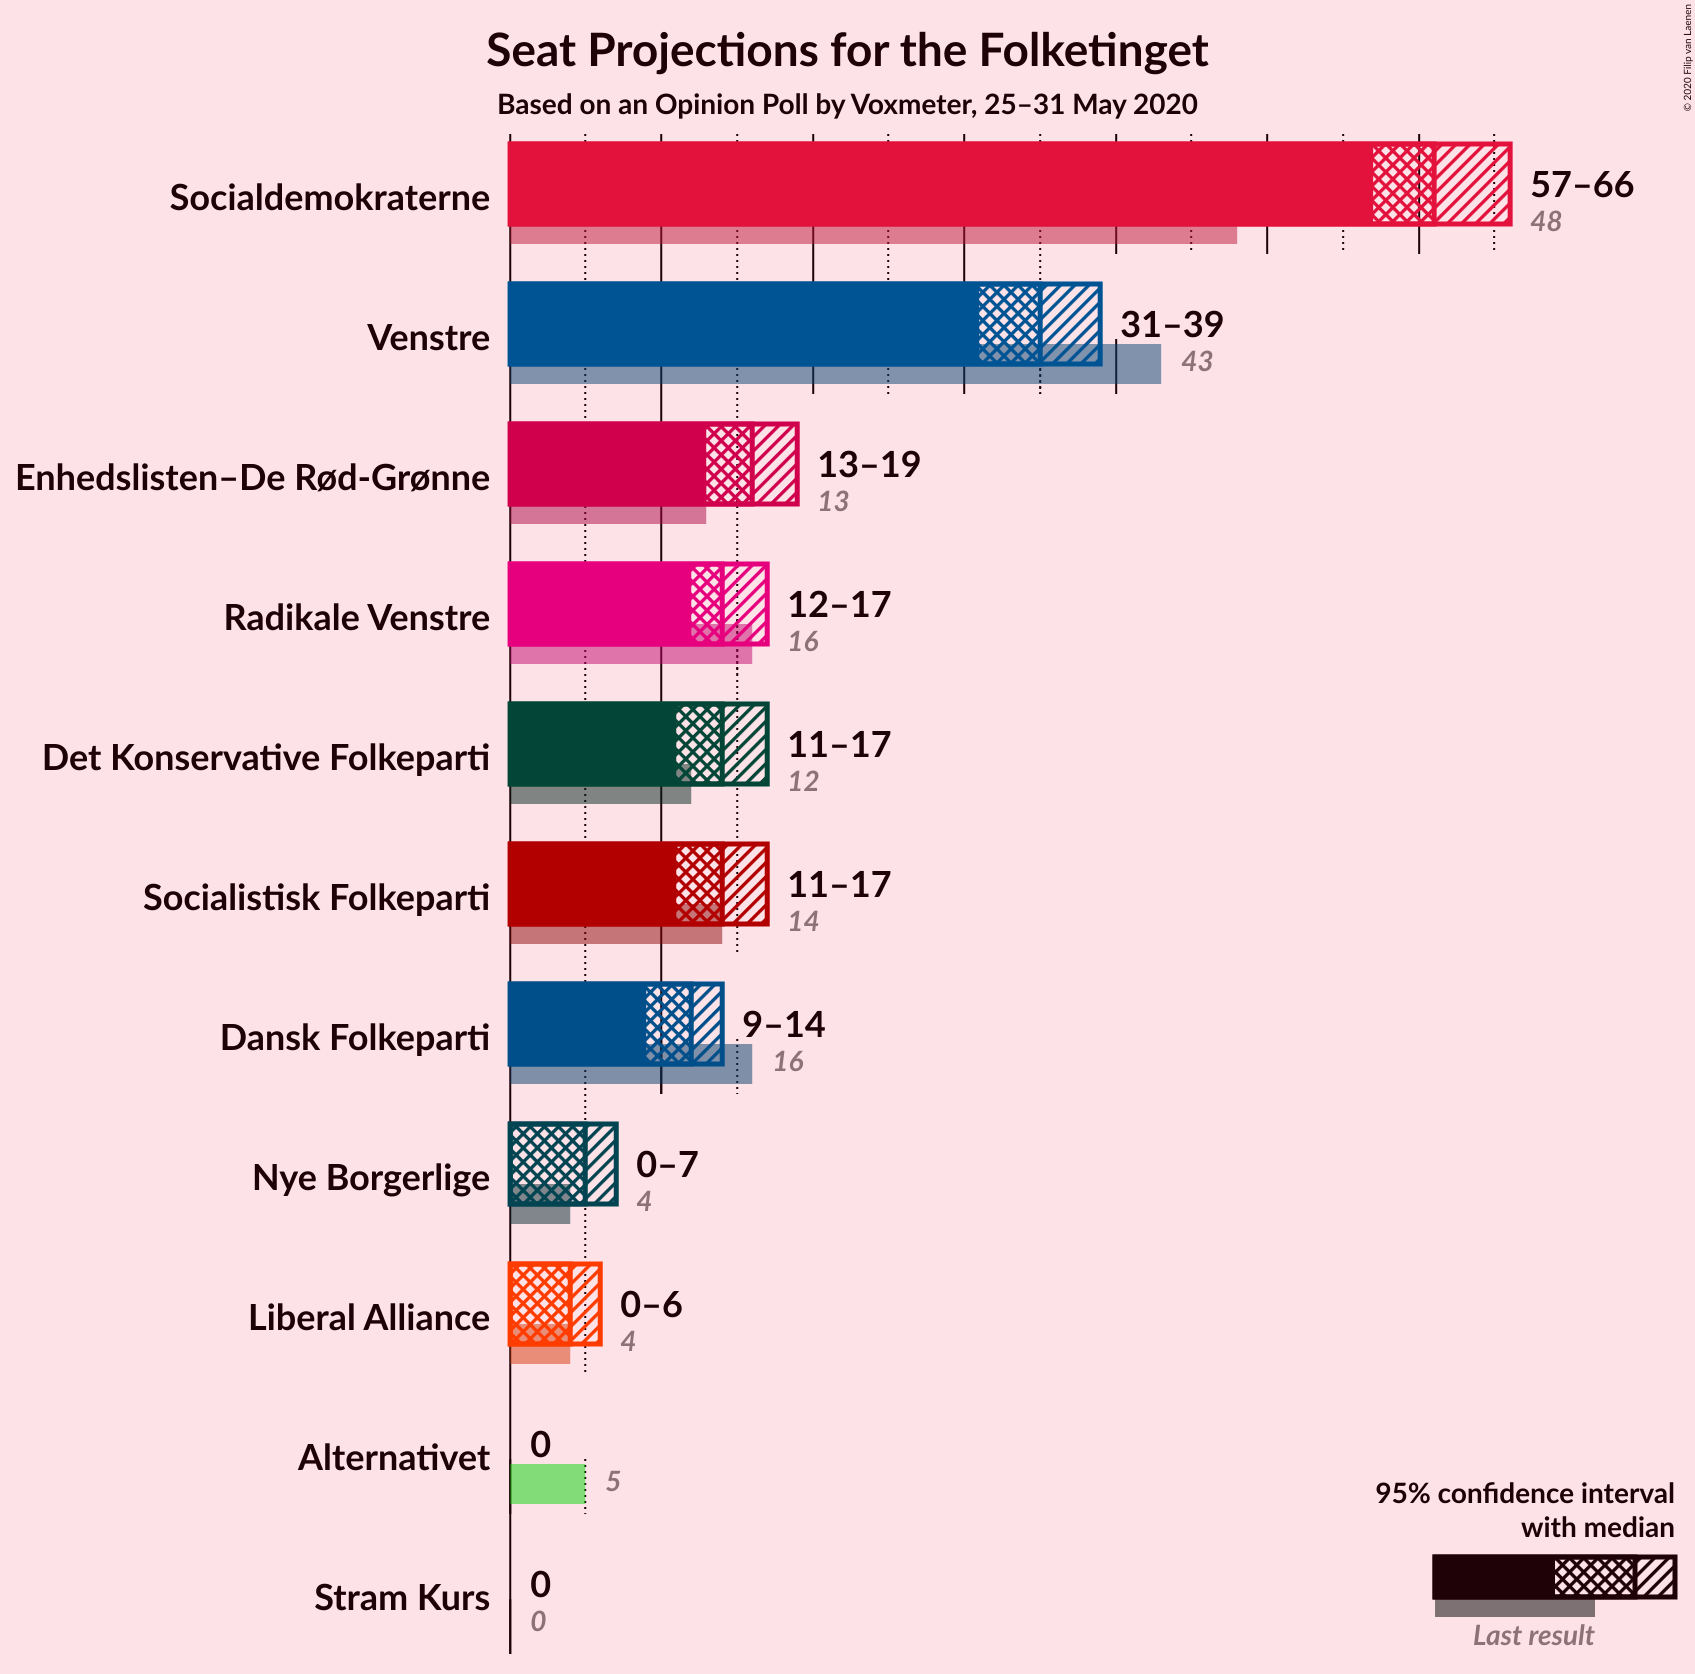 Seat Projections for the Folketinget
Based on an Opinion Poll by Voxmeter, 25–31 May 2020
© 2020 Filip van Laenen
Socialdemokraterne
57–66
48
Venstre
31–39
43
Enhedslisten–De Rød-Grønne
13–19
13
Radikale Venstre
12–17
16
Det Konservative Folkeparti
11–17
12
Socialistisk Folkeparti
11–17
14
Dansk Folkeparti
9–14
16
Nye Borgerlige
0–7
4
Liberal Alliance
0–6
4
Alternativet
0
5
Stram Kurs
0
0
95% confidence interval
with median
Last result